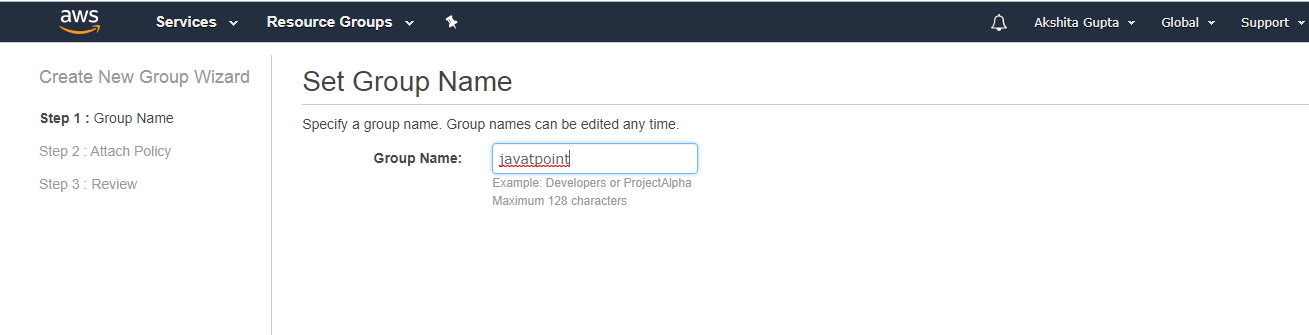 aws Services Resource Groups Akshita Gupta Global Support
Create New Group Wizard
Step 1 : Group Name
Step 2 : Attach Policy
Step 3 : Review
Set Group Name
Specify a group name. Group names can be edited any time.
Group Name: javatpoint
Example: Developers or ProjectAlpha
Maximum 128 characters